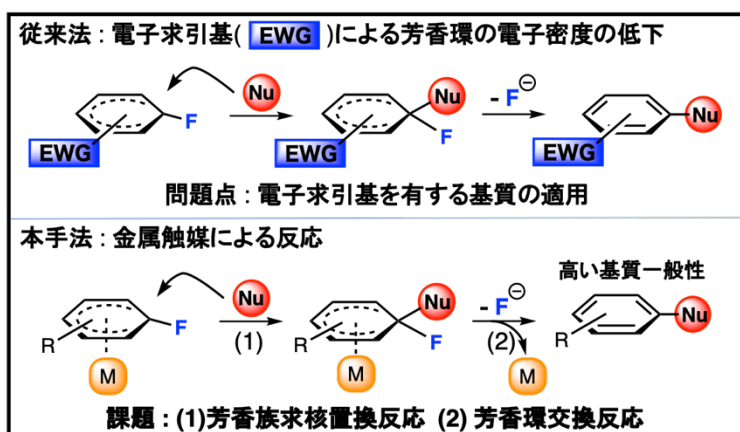 従来法：電子求引基( EWG )による芳香環の電子密度の低下
Nu
F
EWG
Nu
F
EWG
- F⊖
Nu
EWG
問題点：電子求引基を有する基質の適用
本手法：金属触媒による反応
高い基質一般性
Nu
F
R
M
(1)
Nu
F
R
M
- F⊖
(2)
M
Nu
R
課題：(1)芳香族求核置換反応 (2) 芳香環交換反応